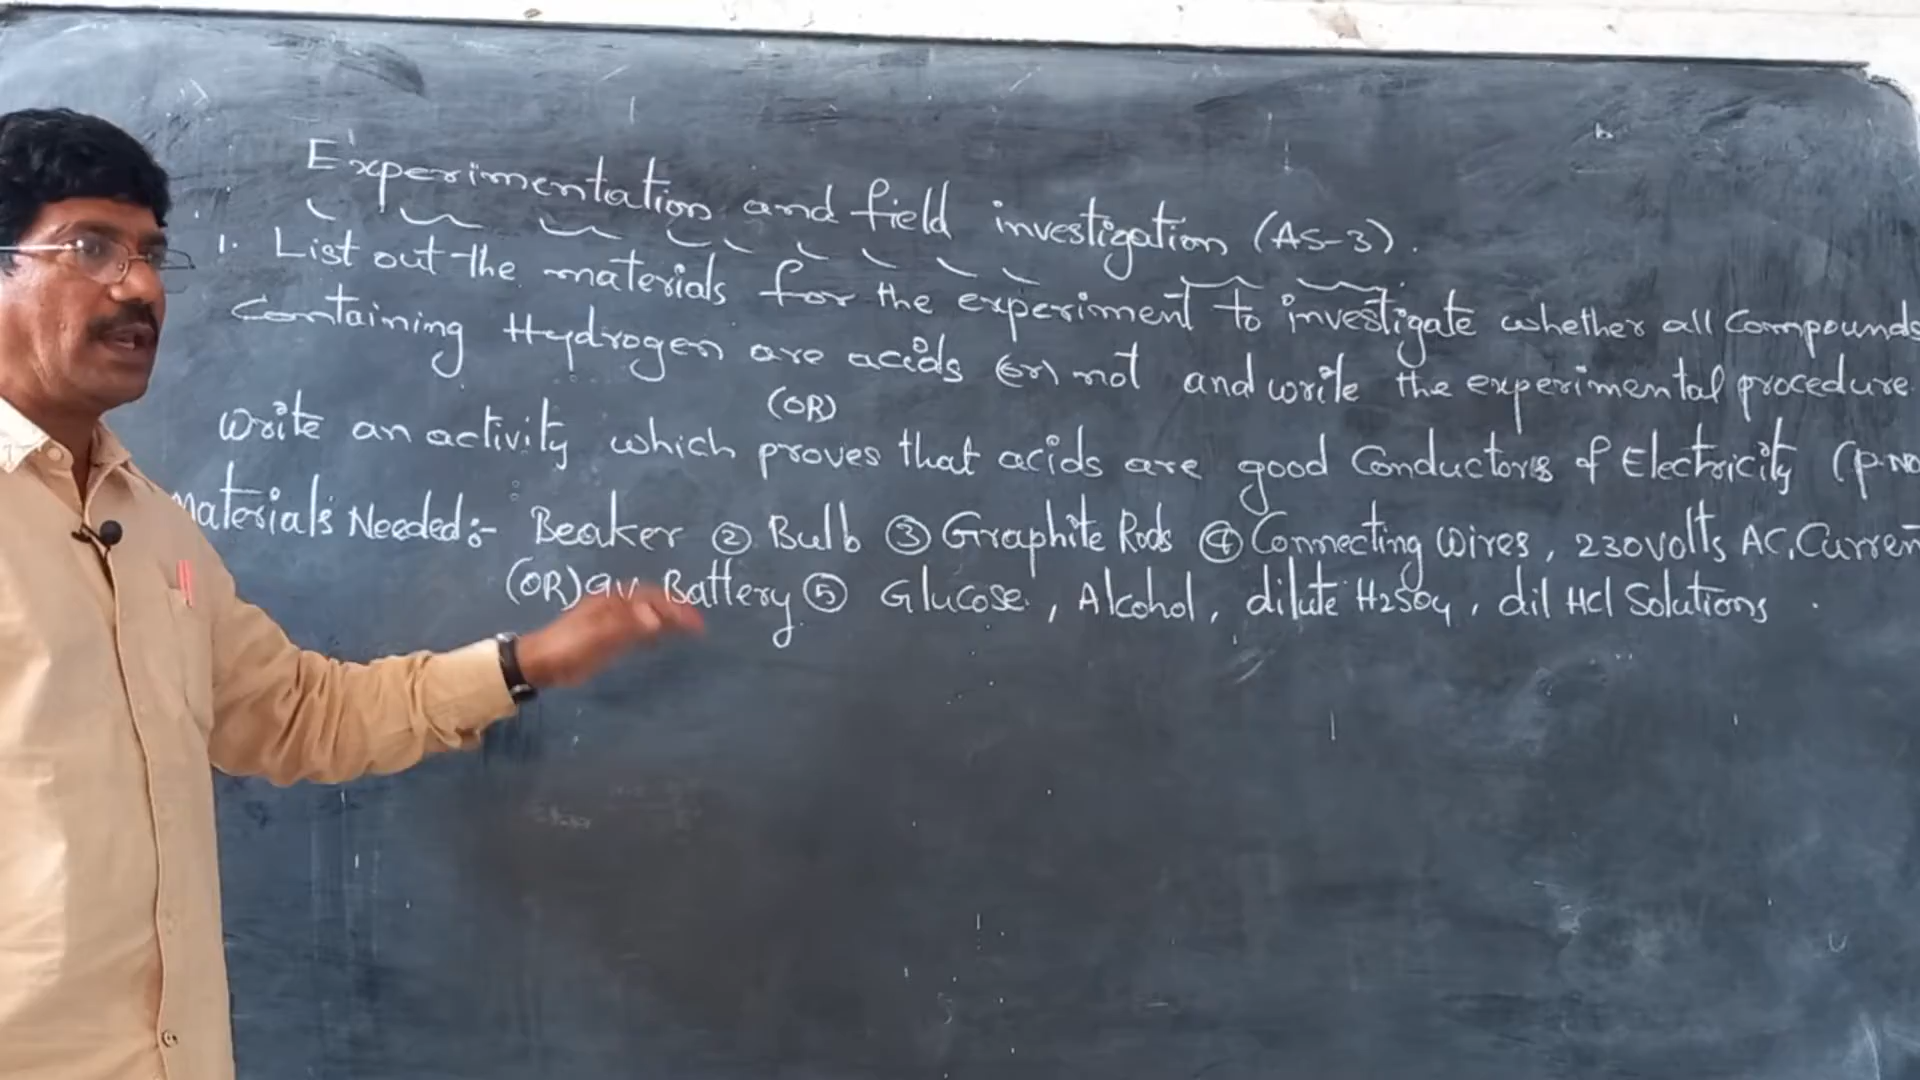 Experimentation and field investigation (AS-3).
1. List out the materials for the experiment to investigate whether all Compounds
Containing Hydrogen are acids (or) not and write the experimental procedure.
(OR)
Write an activity which proves that acids are good Conductors of Electricity (P.NO
Materials Needed:- Beaker ② Bulb ③ Graphite Rods ④ Connecting wires, 230volts AC, Current
(OR) 9V Battery ⑤ Glucose, Alcohol, dilute H2SO4, dil HCl Solutions.